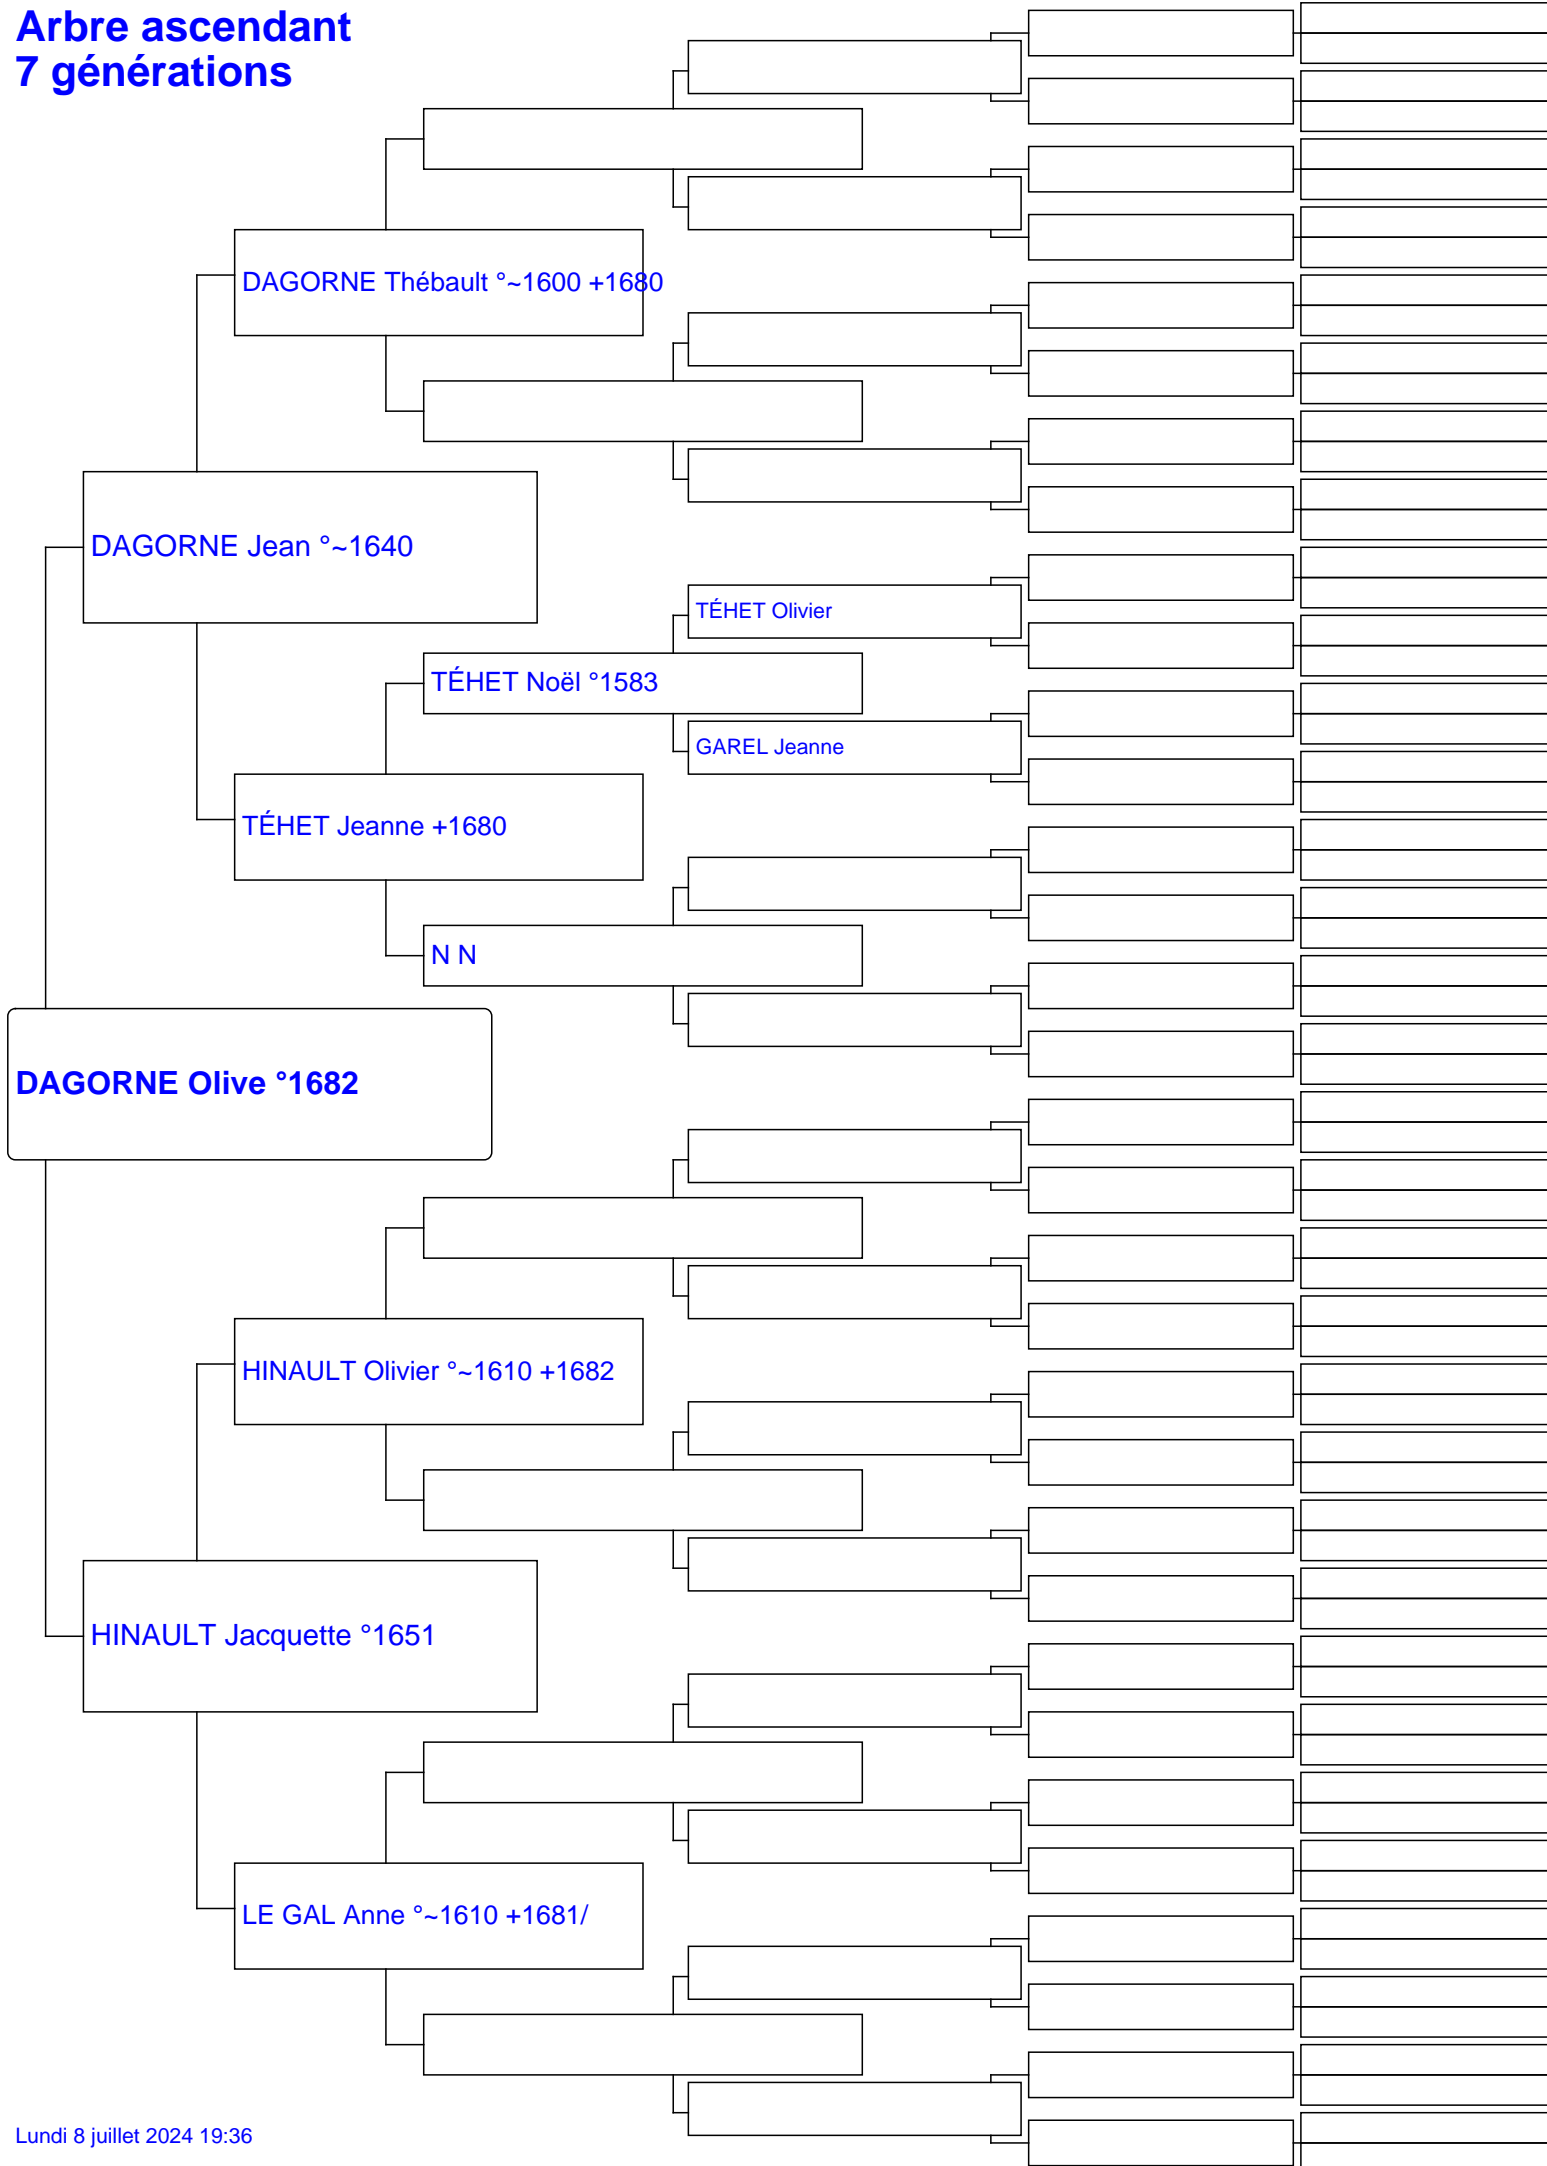 Arbre ascendant
7 générations
DAGORNE Thébault °~1600 +1680
DAGORNE Jean °~1640
TÉHET Olivier
TÉHET Noël °1583
GAREL Jeanne
TÉHET Jeanne +1680
N N
DAGORNE Olive °1682
HINAULT Olivier °~1610 +1682
HINAULT Jacquette °1651
LE GAL Anne °~1610 +1681/
Lundi 8 juillet 2024 19:36